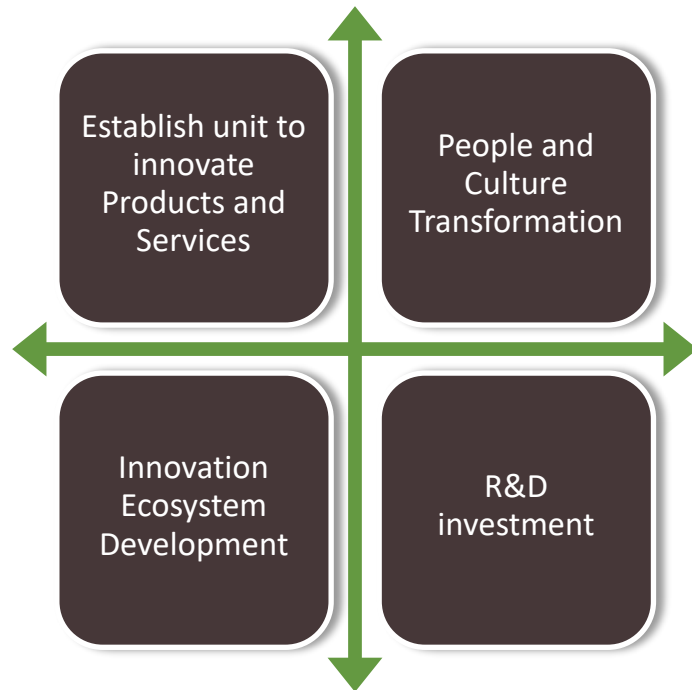 Establish unit to
innovate
Products and
Services
People and
Culture
Transformation
Innovation
Ecosystem
Development
R&D
investment